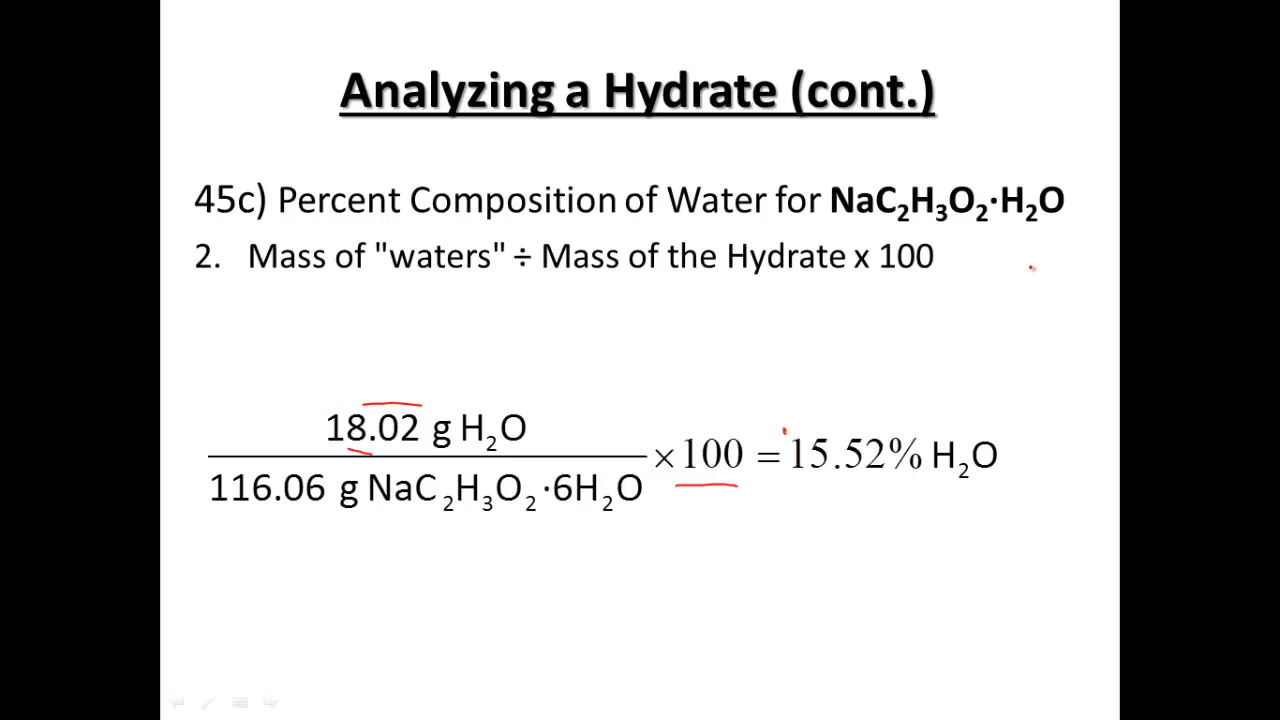 Analyzing a Hydrate (cont.)
45c) Percent Composition of Water for NaC₂H₃O₂·H₂O
2. Mass of "waters" ÷ Mass of the Hydrate x 100
18.02 g H₂O
116.06 g NaC₂H₃O₂·6H₂O
×100 = 15.52% H₂O